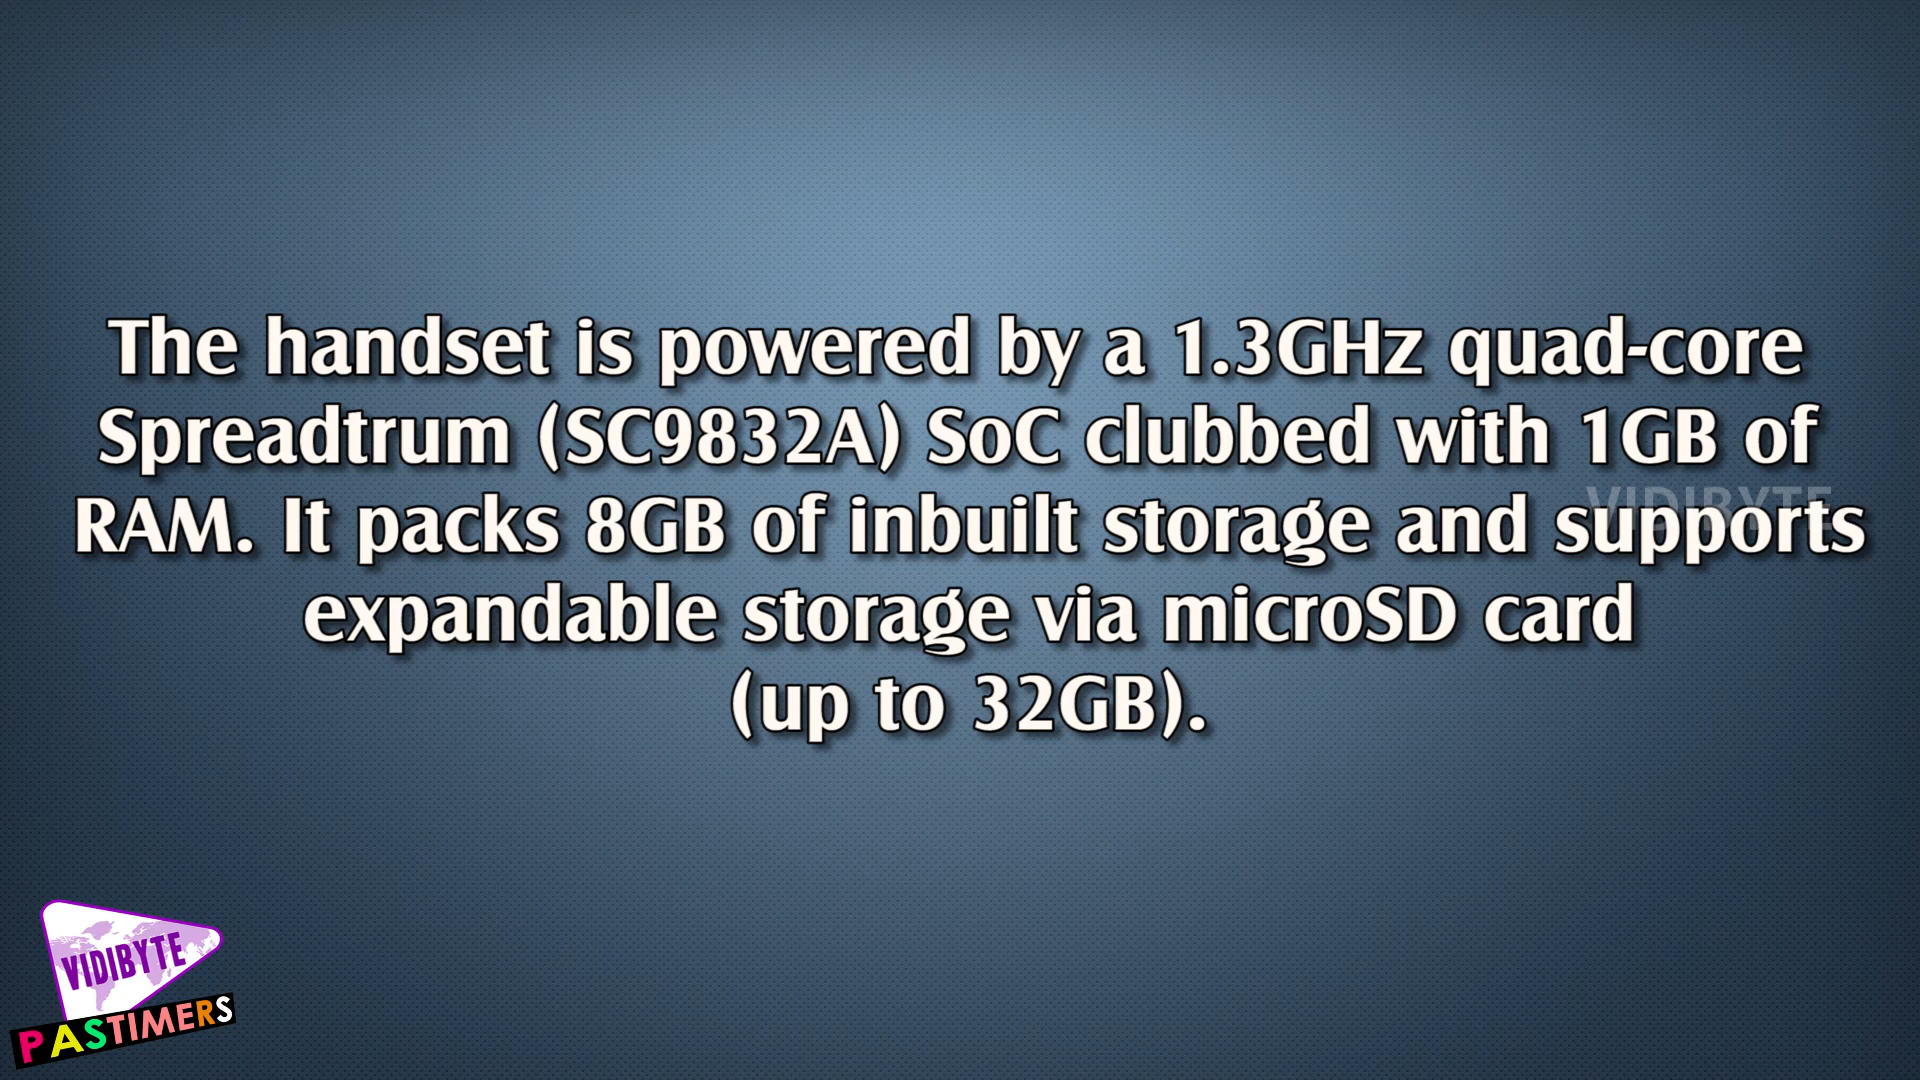 The handset is powered by a 1.3GHz quad-core
Spreadtrum (SC9832A) SoC clubbed with 1GB of
RAM. It packs 8GB of inbuilt storage and supports
expandable storage via microSD card
(up to 32GB).
VIDIBYTE
VIDIBYTE
PASTIMERS